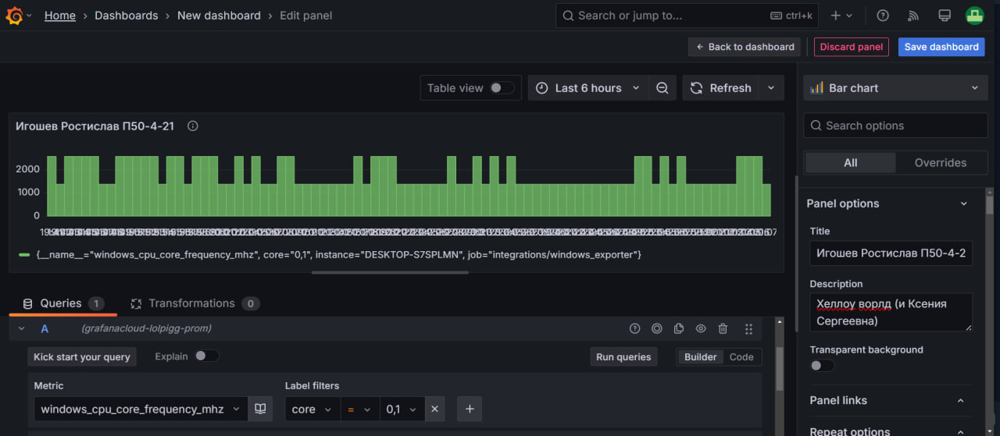 Home > Dashboards > New dashboard > Edit panel
Search or jump to...
ctrl+k
Back to dashboard
Discard panel
Save dashboard
Table view
Last 6 hours
Refresh
Bar chart
Игошев Ростислав П50-4-21
2000
1000
0
{__name__="windows_cpu_core_frequency_mhz", core="0,1", instance="DESKTOP-S7SPLMN", job="integrations/windows_exporter"}
Search options
All
Overrides
Panel options
Title
Игошев Ростислав П50-4-2
Description
Хеллоу ворлд (и Ксения
Сергеевна)
Transparent background
Panel links
Repeat options
Queries 1
Transformations 0
A
(grafanacloud-lolpigg-prom)
Kick start your query
Explain
Run queries
Builder
Code
Metric
Label filters
windows_cpu_core_frequency_mhz
core
=
0,1